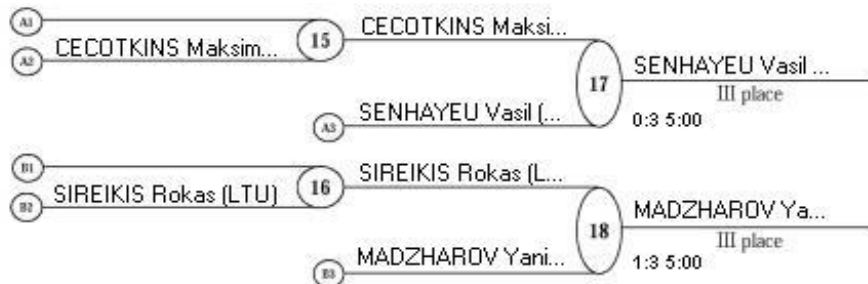 A1
A2
CECOTKINS Maksim...
15
CECOTKINS Maksi...
A3
SENHAYEU Vasil (...
17
SENHAYEU Vasil ...
III place
0:3 5:00
B1
B2
SIREIKIS Rokas (LTU)
16
SIREIKIS Rokas (L...
B3
MADZHAROV Yani...
18
MADZHAROV Ya...
III place
1:3 5:00